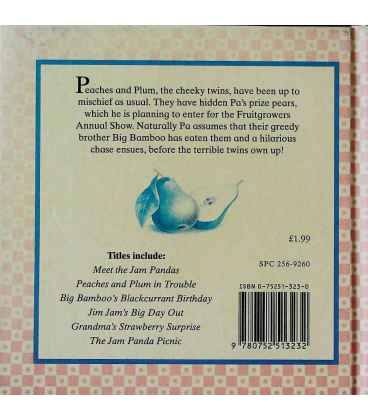 Peaches and Plum, the cheeky twins, have been up to
mischief as usual. They have hidden Pa's prize pears,
which he is planning to enter for the Fruitgrowers
Annual Show. Naturally Pa assumes that their greedy
brother Big Bamboo has eaten them and a hilarious
chase ensues, before the terrible twins own up!
£1.99
Titles include:
Meet the Jam Pandas
Peaches and Plum in Trouble
Big Bamboo's Blackcurrant Birthday
Jim Jam's Big Day Out
Grandma's Strawberry Surprise
The Jam Panda Picnic
SPC 256-9260
ISBN 0-75251-323-0
9 780752 513232